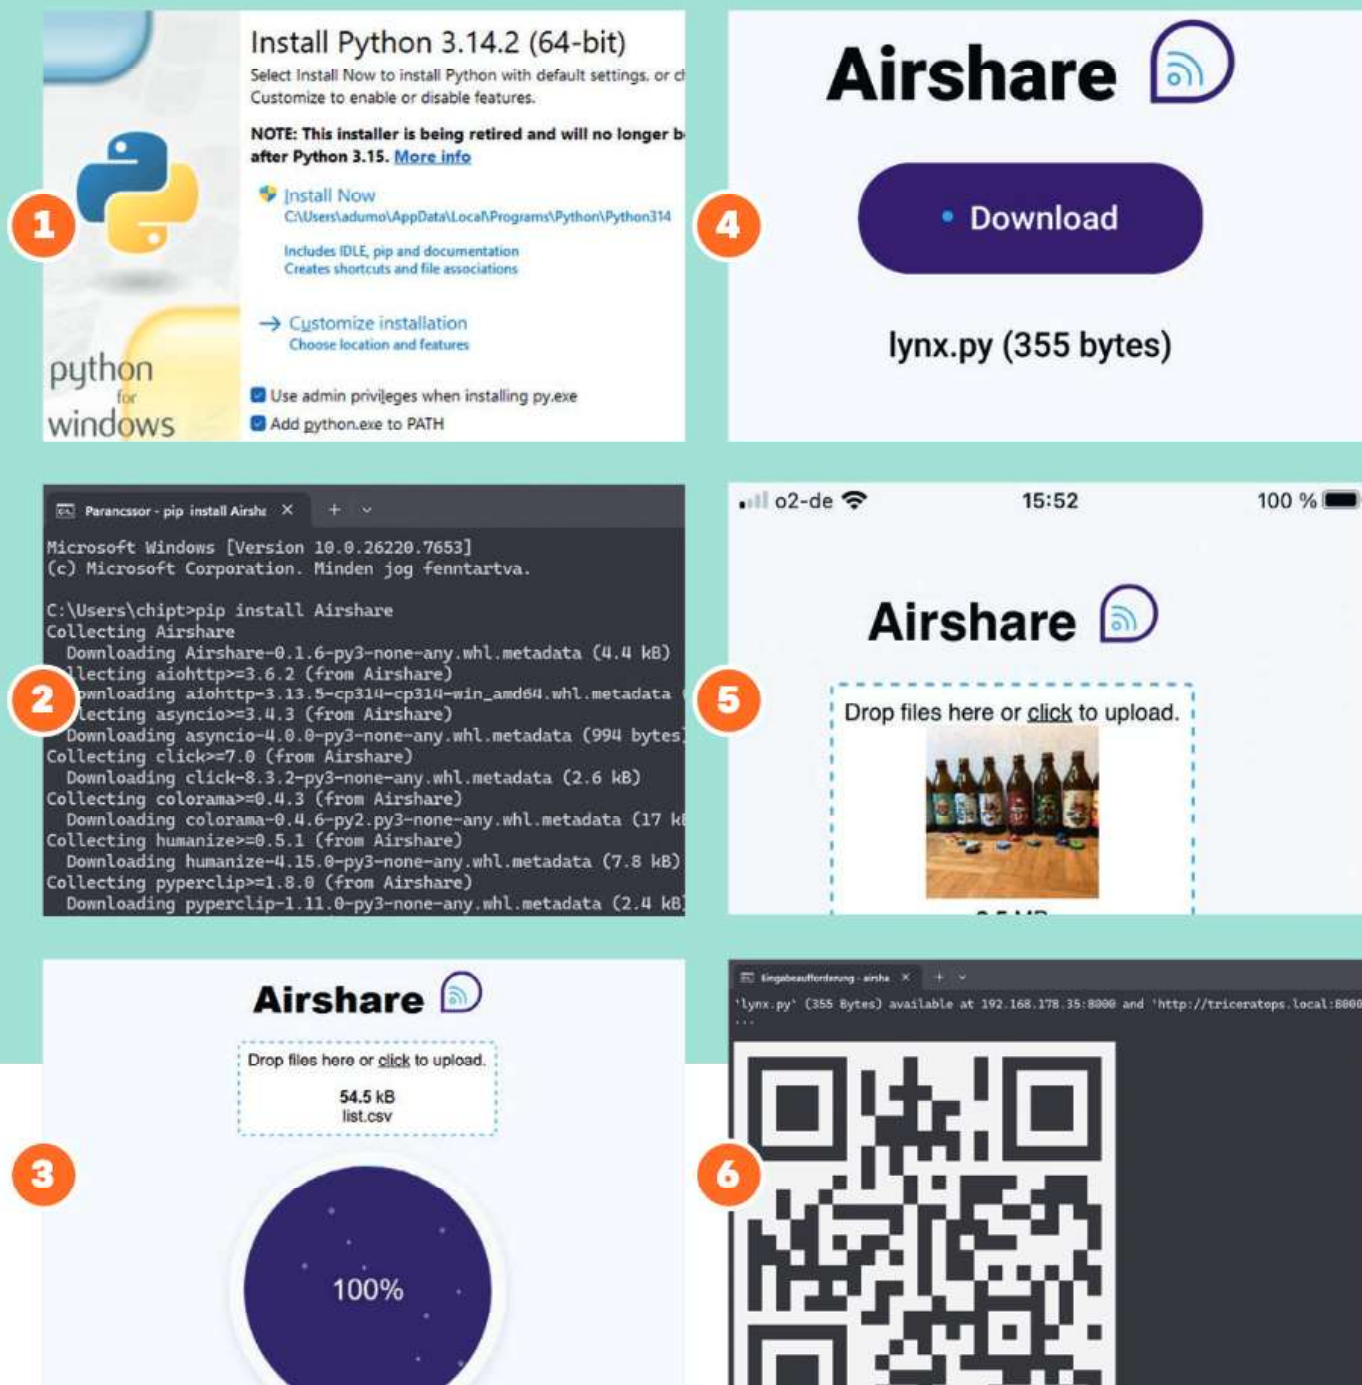 1
Install Python 3.14.2 (64-bit)
Select Install Now to install Python with default settings, or
Customize to enable or disable features.
NOTE: This installer is being retired and will no longer
after Python 3.15. More info
Install Now
C:\Users\adumo\AppData\Local\Programs\Python\Python314
Includes IDLE, pip and documentation
Creates shortcuts and file associations
Customize installation
Choose location and features
Use admin privileges when installing py.exe
Add python.exe to PATH
python
for
windows
2
Parancssor - pip install Airsha
Microsoft Windows [Version 10.0.26220.7653]
(c) Microsoft Corporation. Minden jog fenntartva.
C:\Users\chipt>pip install Airshare
Collecting Airshare
Downloading Airshare-0.1.6-py3-none-any.whl.metadata (4.4 kB)
llecting aiohttp>=3.6.2 (from Airshare)
ownloading aiohttp-3.13.5-cp314-cp314-win_amd64.whl.metadata
lecting asyncio>=3.4.3 (from Airshare)
Downloading asyncio-4.0.0-py3-none-any.whl.metadata (994 bytes)
Collecting click>=7.0 (from Airshare)
Downloading click-8.3.2-py3-none-any.whl.metadata (2.6 kB)
Collecting colorama>=0.4.3 (from Airshare)
Downloading colorama-0.4.6-py2.py3-none-any.whl.metadata (17
Collecting humanize>=0.5.1 (from Airshare)
Downloading humanize-4.15.0-py3-none-any.whl.metadata (7.8 kB)
Collecting pyperclip>=1.8.0 (from Airshare)
Downloading pyperclip-1.11.0-py3-none-any.whl.metadata (2.4 kB)
3
Airshare
Drop files here or click to upload.
54.5 kB
list.csv
100%
4
Airshare
Download
lynx.py (355 bytes)
5
o2-de 15:52 100 %
Airshare
Drop files here or click to upload.
6
Eingabeaufforderung - airsha
'lynx.py' (355 Bytes) available at 192.168.178.35:8000 and 'http://triceratops.local:8000
...